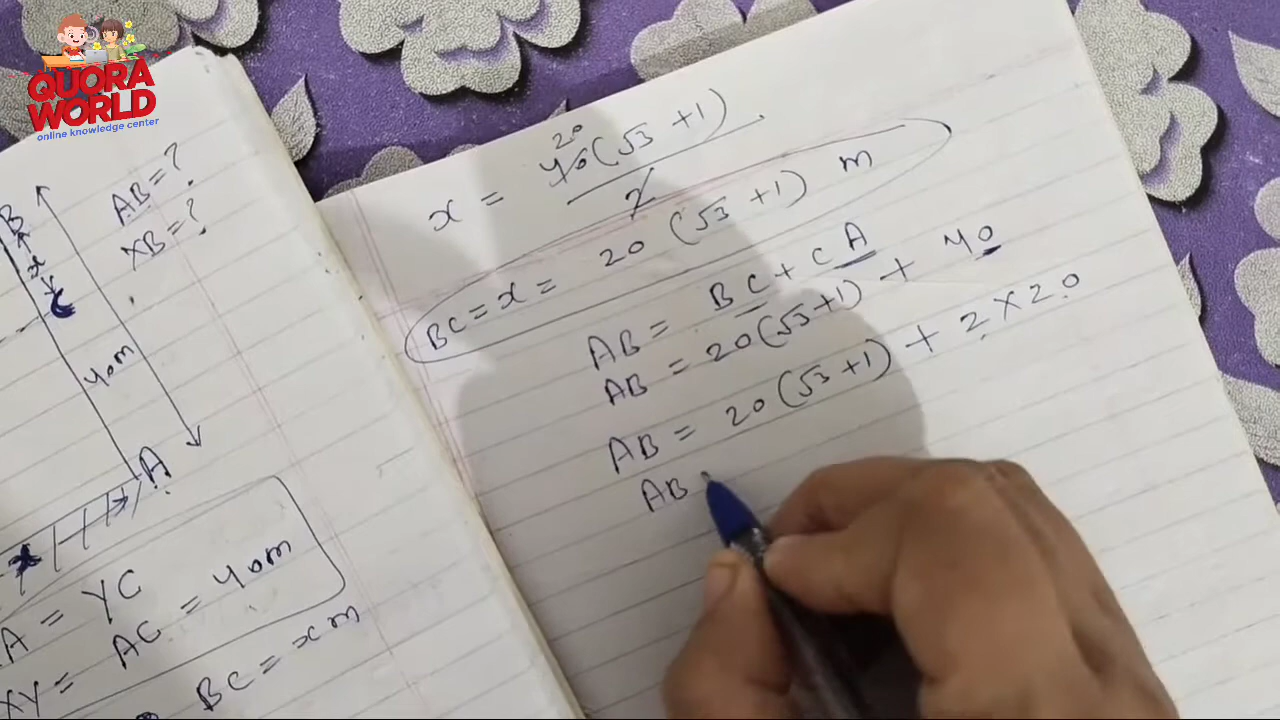 QUORA
WORLD
online knowledge center
B
AB = ?
XB = ?
x
C
40m
A
x
A = YC
XY = AC = 40m
BC = x m
20
x = 40(√3 + 1)
2
BC = x = 20 (√3 + 1) m
AB = BC + CA
AB = 20(√3+1) + 40
AB = 20 (√3 + 1) + 2 X 20
AB